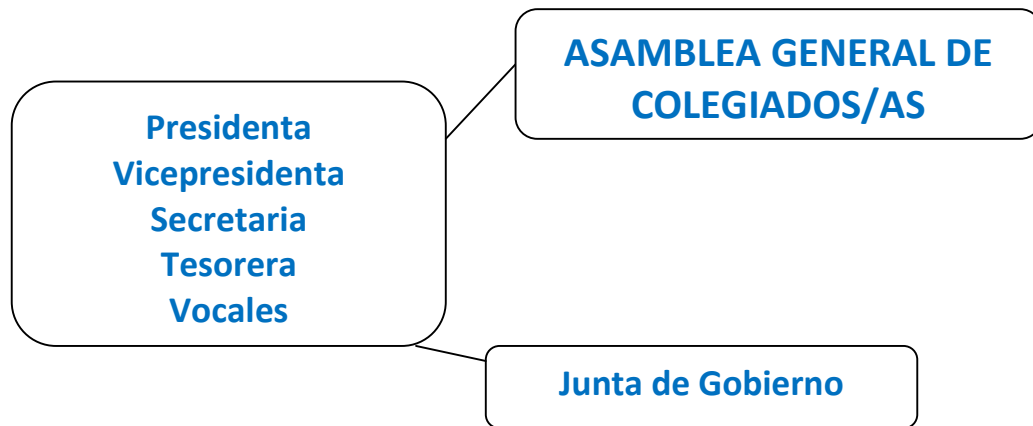 ASAMBLEA GENERAL DE
COLEGIADOS/AS
Presidenta
Vicepresidenta
Secretaria
Tesorera
Vocales
Junta de Gobierno